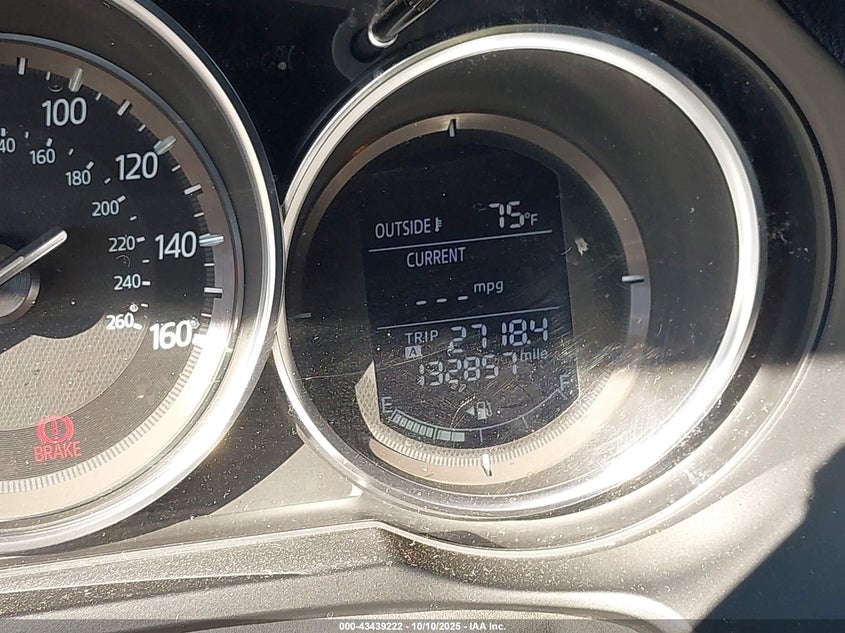 100
120
140
160
40
160
180
200
220
240
260
BRAKE
OUTSIDE 75°F
CURRENT
--- mpg
TRIP A 2718.4
132857 mile
E F
000-43439222 - 10/10/2025 - IAA Inc.